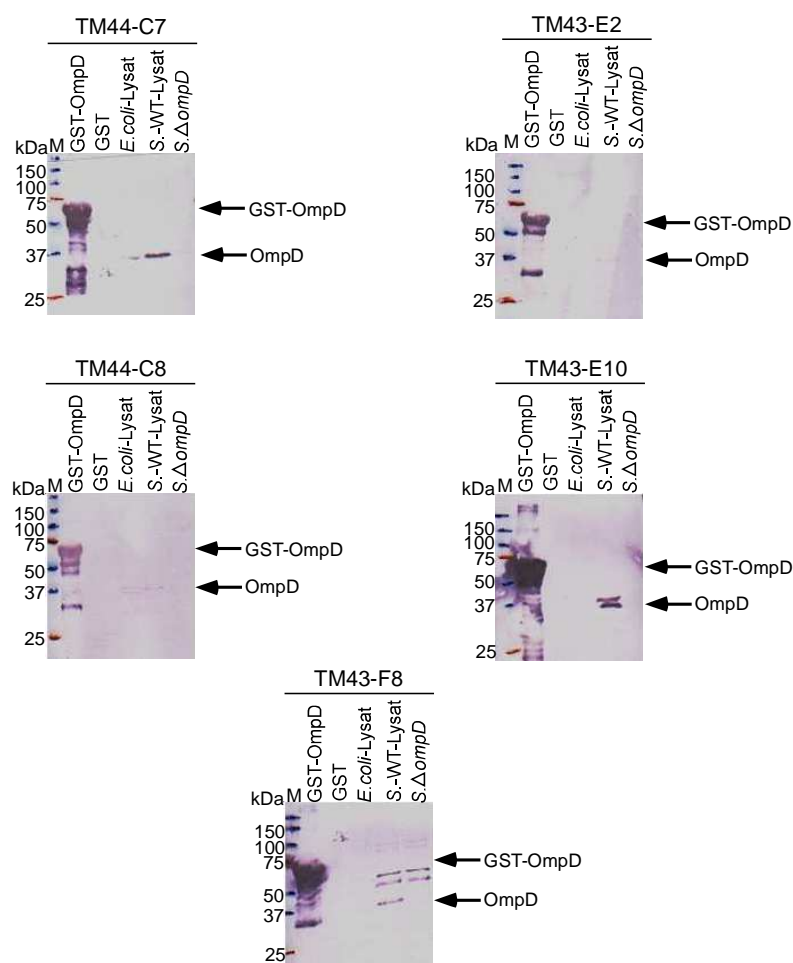 TM44-C7
kDa M GST-OmpD GST E.coli-Lysat S.-WT-Lysat S.ΔompD
150
100
75
50
37
25
GST-OmpD
OmpD
TM43-E2
kDa M GST-OmpD GST E.coli-Lysat S.-WT-Lysat S.ΔompD
150
100
75
50
37
25
GST-OmpD
OmpD
TM44-C8
kDa M GST-OmpD GST E.coli-Lysat S.-WT-Lysat S.ΔompD
150
100
75
50
37
25
GST-OmpD
OmpD
TM43-E10
kDa M GST-OmpD GST E.coli-Lysat S.-WT-Lysat S.ΔompD
150
100
75
50
37
25
GST-OmpD
OmpD
TM43-F8
kDa M GST-OmpD GST E.coli-Lysat S.-WT-Lysat S.ΔompD
150
100
75
50
37
25
GST-OmpD
OmpD